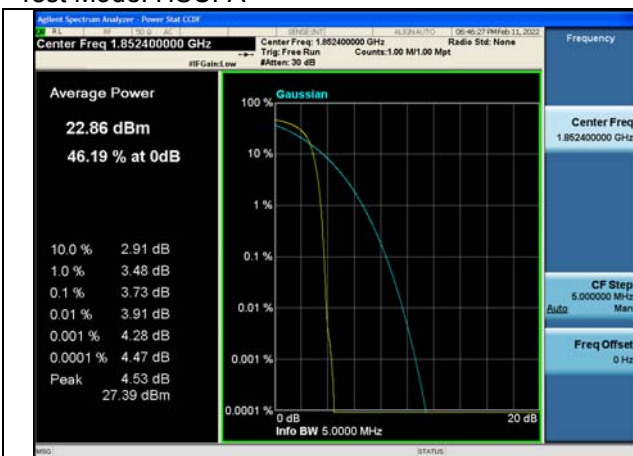 Agilent Spectrum Analyzer - Power Stat CCDF
RL RF 50 Ω AC SENSE:INT ALIGN AUTO 06:46:27 PM Feb 11, 2022
Center Freq 1.852400000 GHz
Center Freq: 1.852400000 GHz Radio Std: None
Trig: Free Run Counts:1.00 M/1.00 Mpt
#IFGain:Low #Atten: 30 dB
Frequency
Average Power
22.86 dBm
46.19 % at 0dB
10.0 % 2.91 dB
1.0 % 3.48 dB
0.1 % 3.73 dB
0.01 % 3.91 dB
0.001 % 4.28 dB
0.0001 % 4.47 dB
Peak 4.53 dB
27.39 dBm
Gaussian
100 %
10 %
1 %
0.1 %
0.01 %
0.001 %
0.0001 %
0 dB 20 dB
Info BW 5.0000 MHz
Center Freq
1.852400000 GHz
CF Step
5.000000 MHz
Auto Man
Freq Offset
0 Hz
MSG STATUS